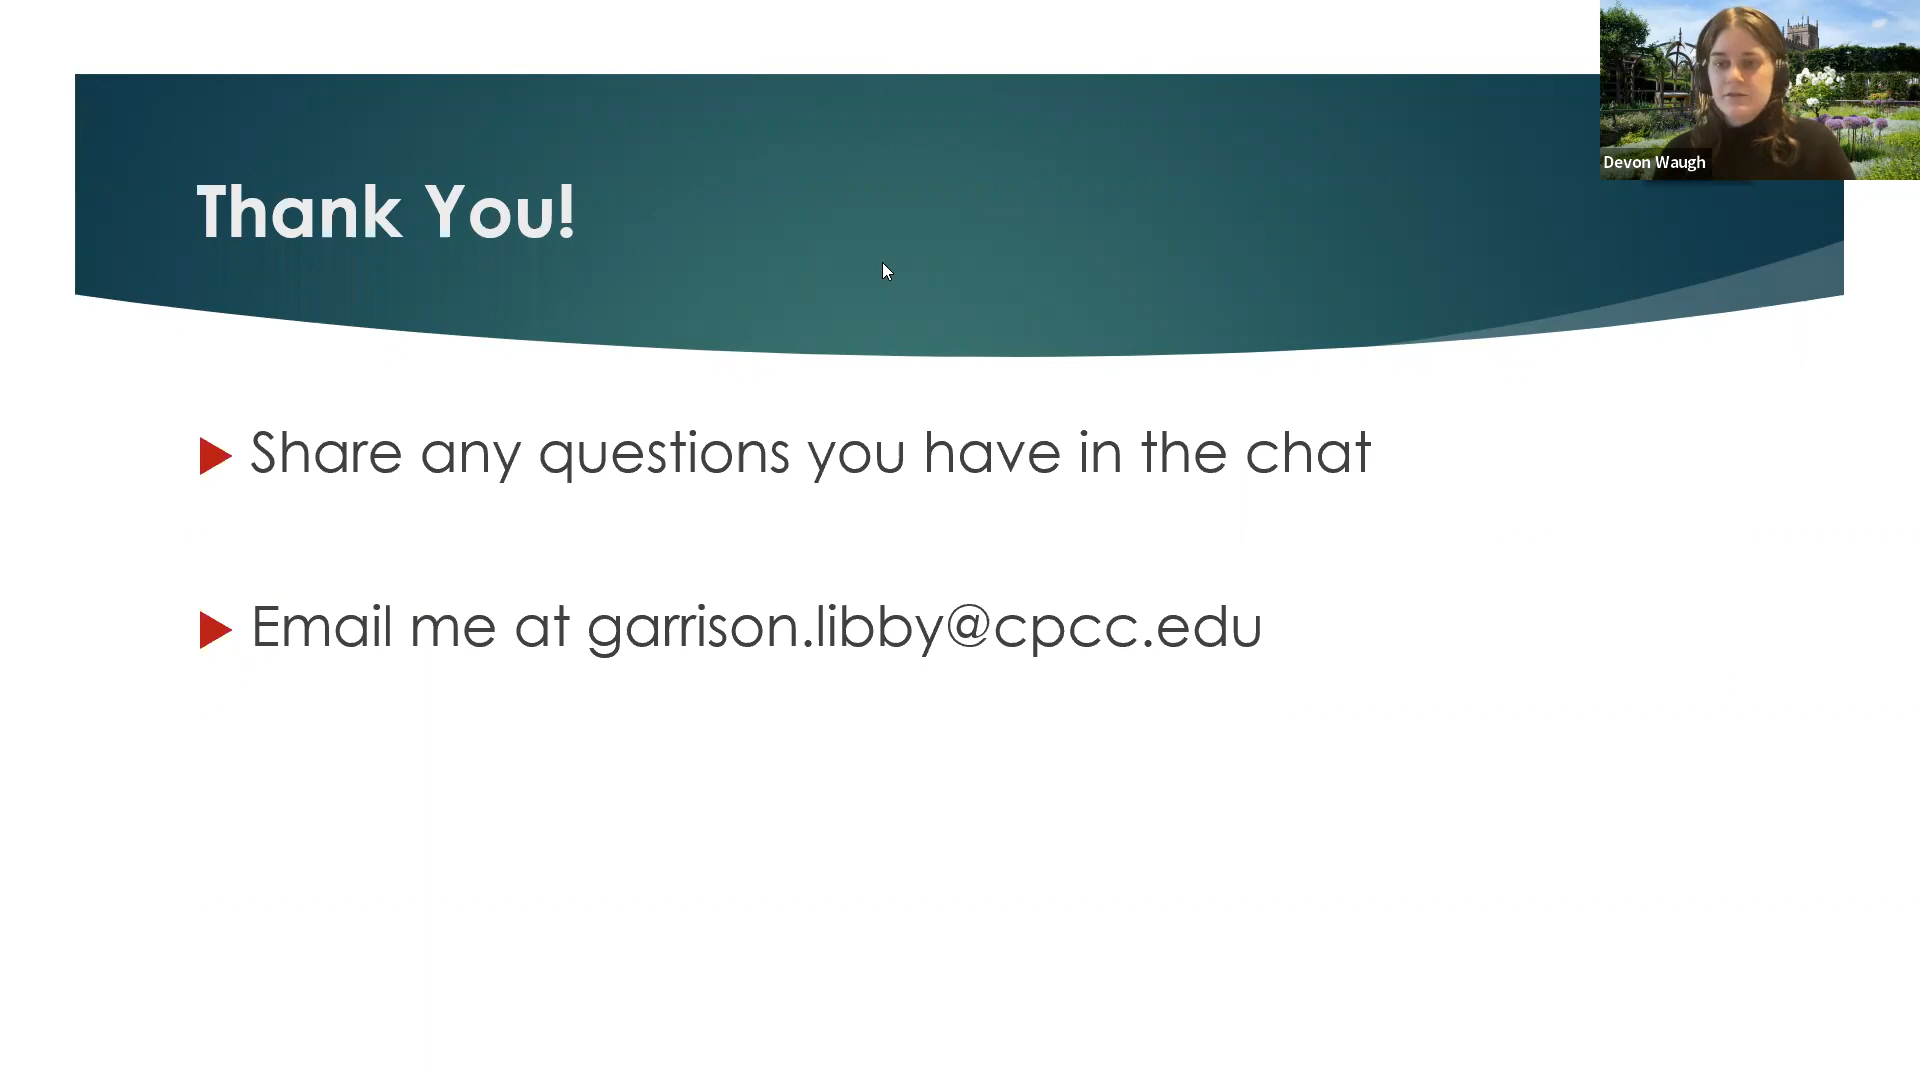 Thank You!
Share any questions you have in the chat
Email me at garrison.libby@cpcc.edu
Devon Waugh